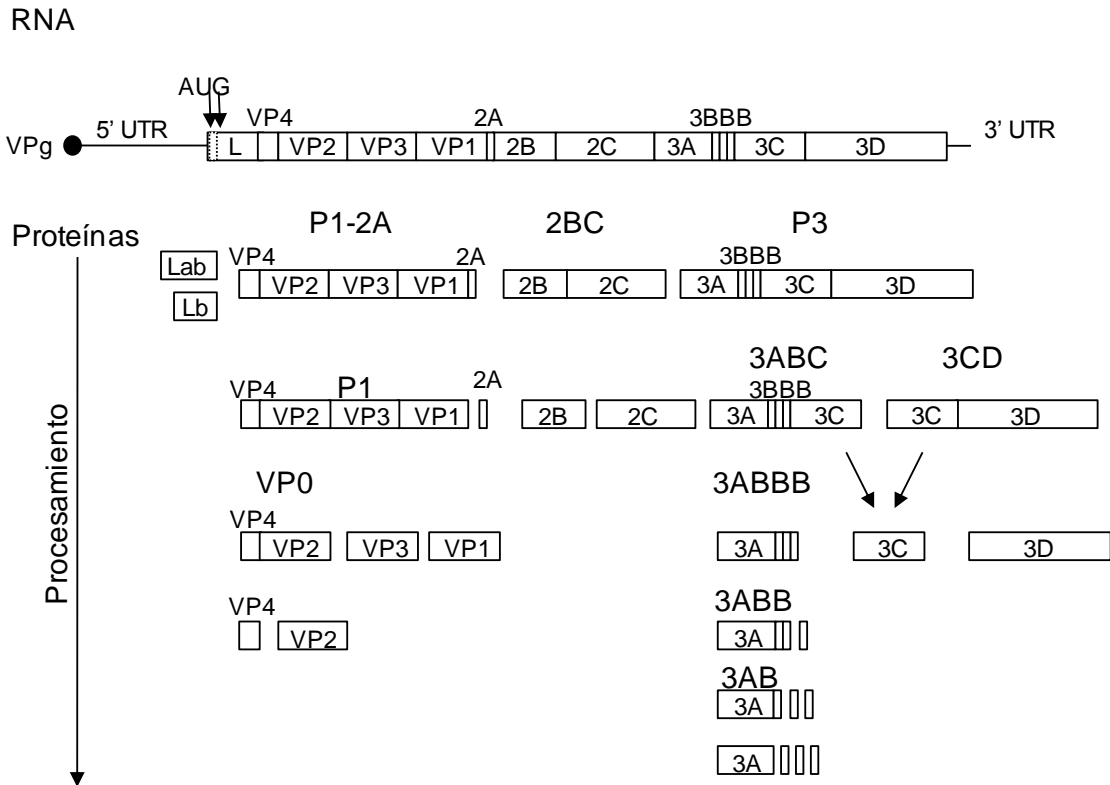 RNA
AUG
VPg 5' UTR VP4 2A 3BBB 3' UTR
L VP2 VP3 VP1 2B 2C 3A 3C 3D
Proteínas P1-2A 2BC P3
Lab VP4 2A 3BBB
VP2 VP3 VP1 2B 2C 3A 3C 3D
Lb
3ABC 3CD
VP4 P1 2A 3BBB
VP2 VP3 VP1 2B 2C 3A 3C 3C 3D
Procesamiento
VP0 3ABBB
VP4
VP2 VP3 VP1 3A 3C 3D
VP4 3ABB
VP2 3A
3AB
3A
3A